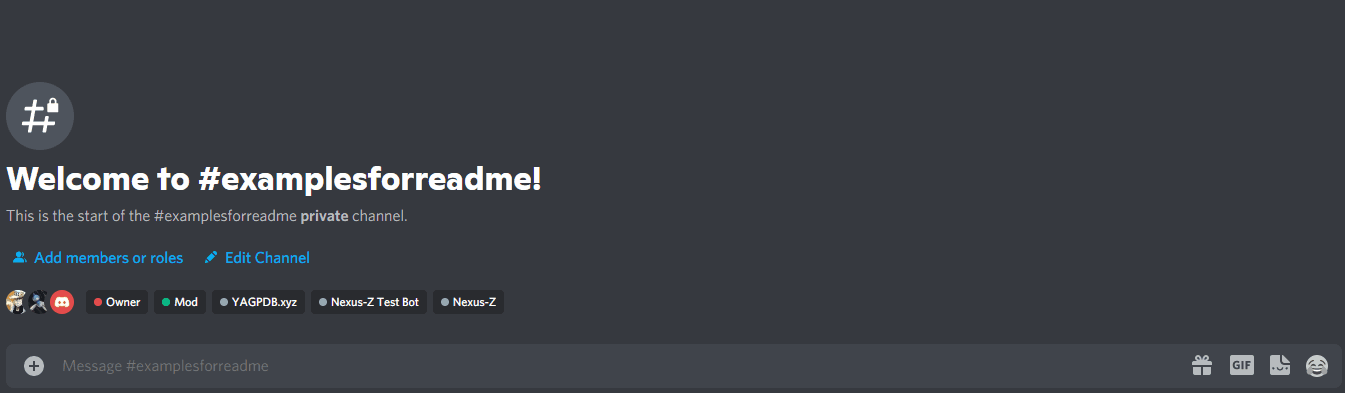 Welcome to #examplesforreadme!
This is the start of the #examplesforreadme private channel.
Add members or roles Edit Channel
Owner Mod YAGPDB.xyz Nexus-Z Test Bot Nexus-Z
Message #examplesforreadme GIF